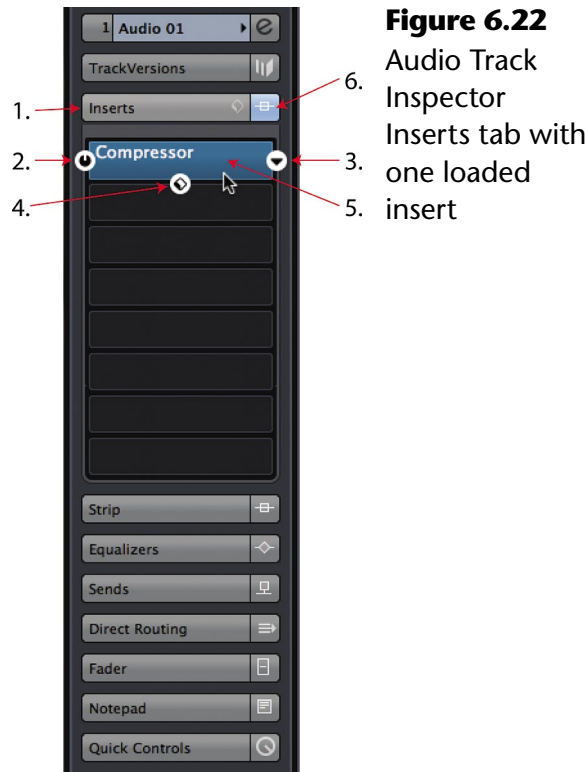 1 Audio 01
TrackVersions
Inserts
Compressor
Strip
Equalizers
Sends
Direct Routing
Fader
Notepad
Quick Controls
1.
2.
4.
6.
3.
5.
Figure 6.22
Audio Track
Inspector
Inserts tab with
one loaded
insert